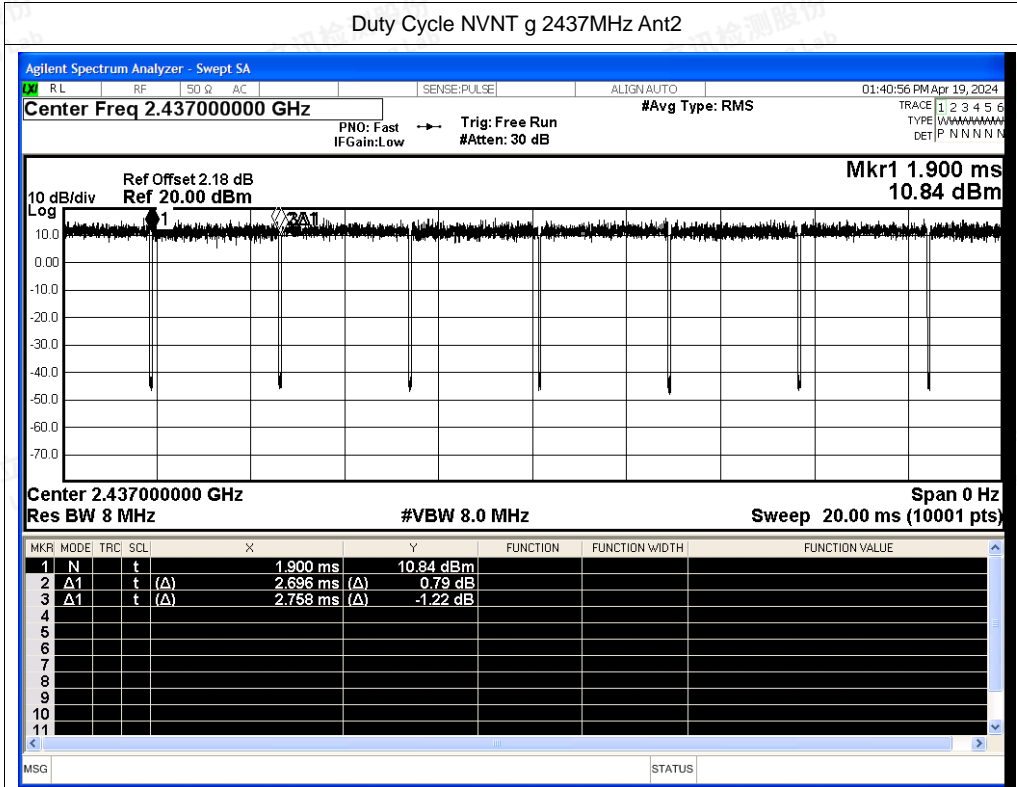 Duty Cycle NVNT g 2437MHz Ant2
Agilent Spectrum Analyzer - Swept SA
LXI RL RF 50 Ω AC SENSE:PULSE ALIGN AUTO 01:40:56 PM Apr 19, 2024
Center Freq 2.437000000 GHz #Avg Type: RMS TRACE 1 2 3 4 5 6
PNO: Fast Trig: Free Run TYPE W
IFGain:Low #Atten: 30 dB DET P N N N N N
Mkr1 1.900 ms
Ref Offset 2.18 dB
10 dB/div Ref 20.00 dBm 10.84 dBm
Log
1 3Δ1
10.0
0.00
-10.0
-20.0
-30.0
-40.0
-50.0
-60.0
-70.0
Center 2.437000000 GHz Span 0 Hz
Res BW 8 MHz #VBW 8.0 MHz Sweep 20.00 ms (10001 pts)
MKR MODE TRC SCL X Y FUNCTION FUNCTION WIDTH FUNCTION VALUE
1 N t 1.900 ms 10.84 dBm
2 Δ1 t (Δ) 2.696 ms (Δ) 0.79 dB
3 Δ1 t (Δ) 2.758 ms (Δ) -1.22 dB
4
5
6
7
8
9
10
11
MSG STATUS